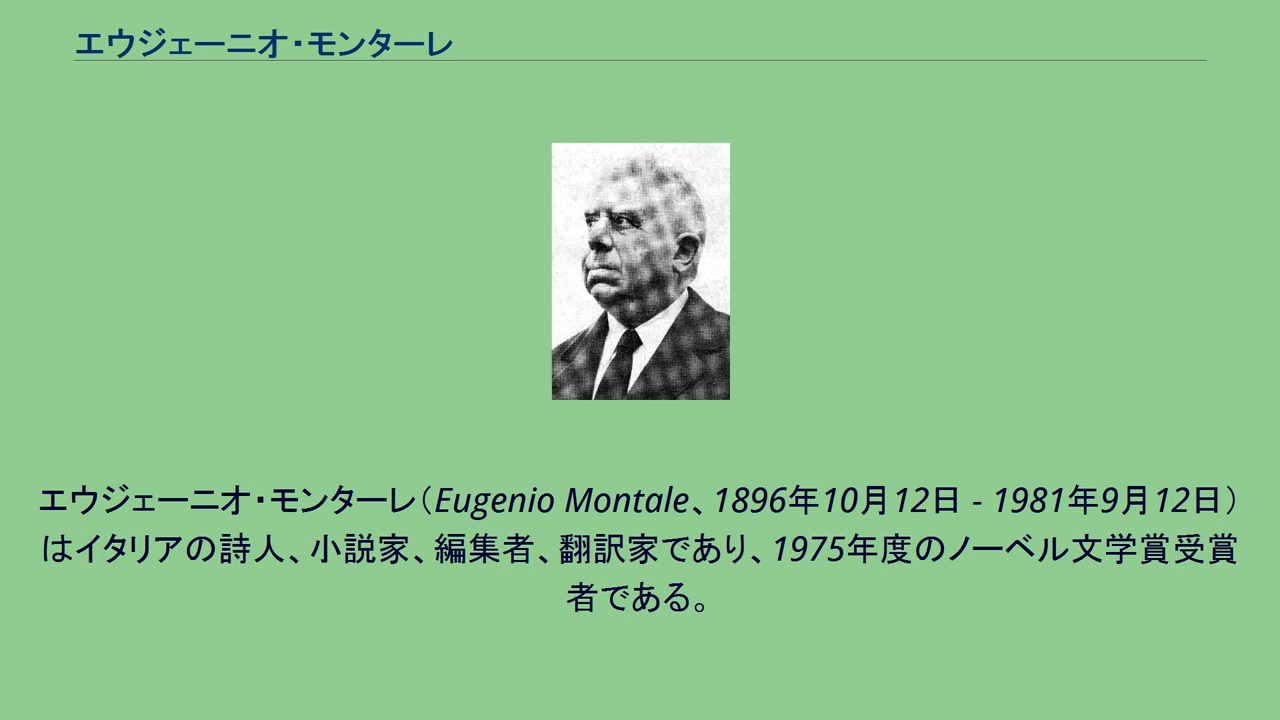 エウジェーニオ・モンターレ
エウジェーニオ・モンターレ（Eugenio Montale、1896年10月12日 - 1981年9月12日）
はイタリアの詩人、小説家、編集者、翻訳家であり、1975年度のノーベル文学賞受賞
者である。